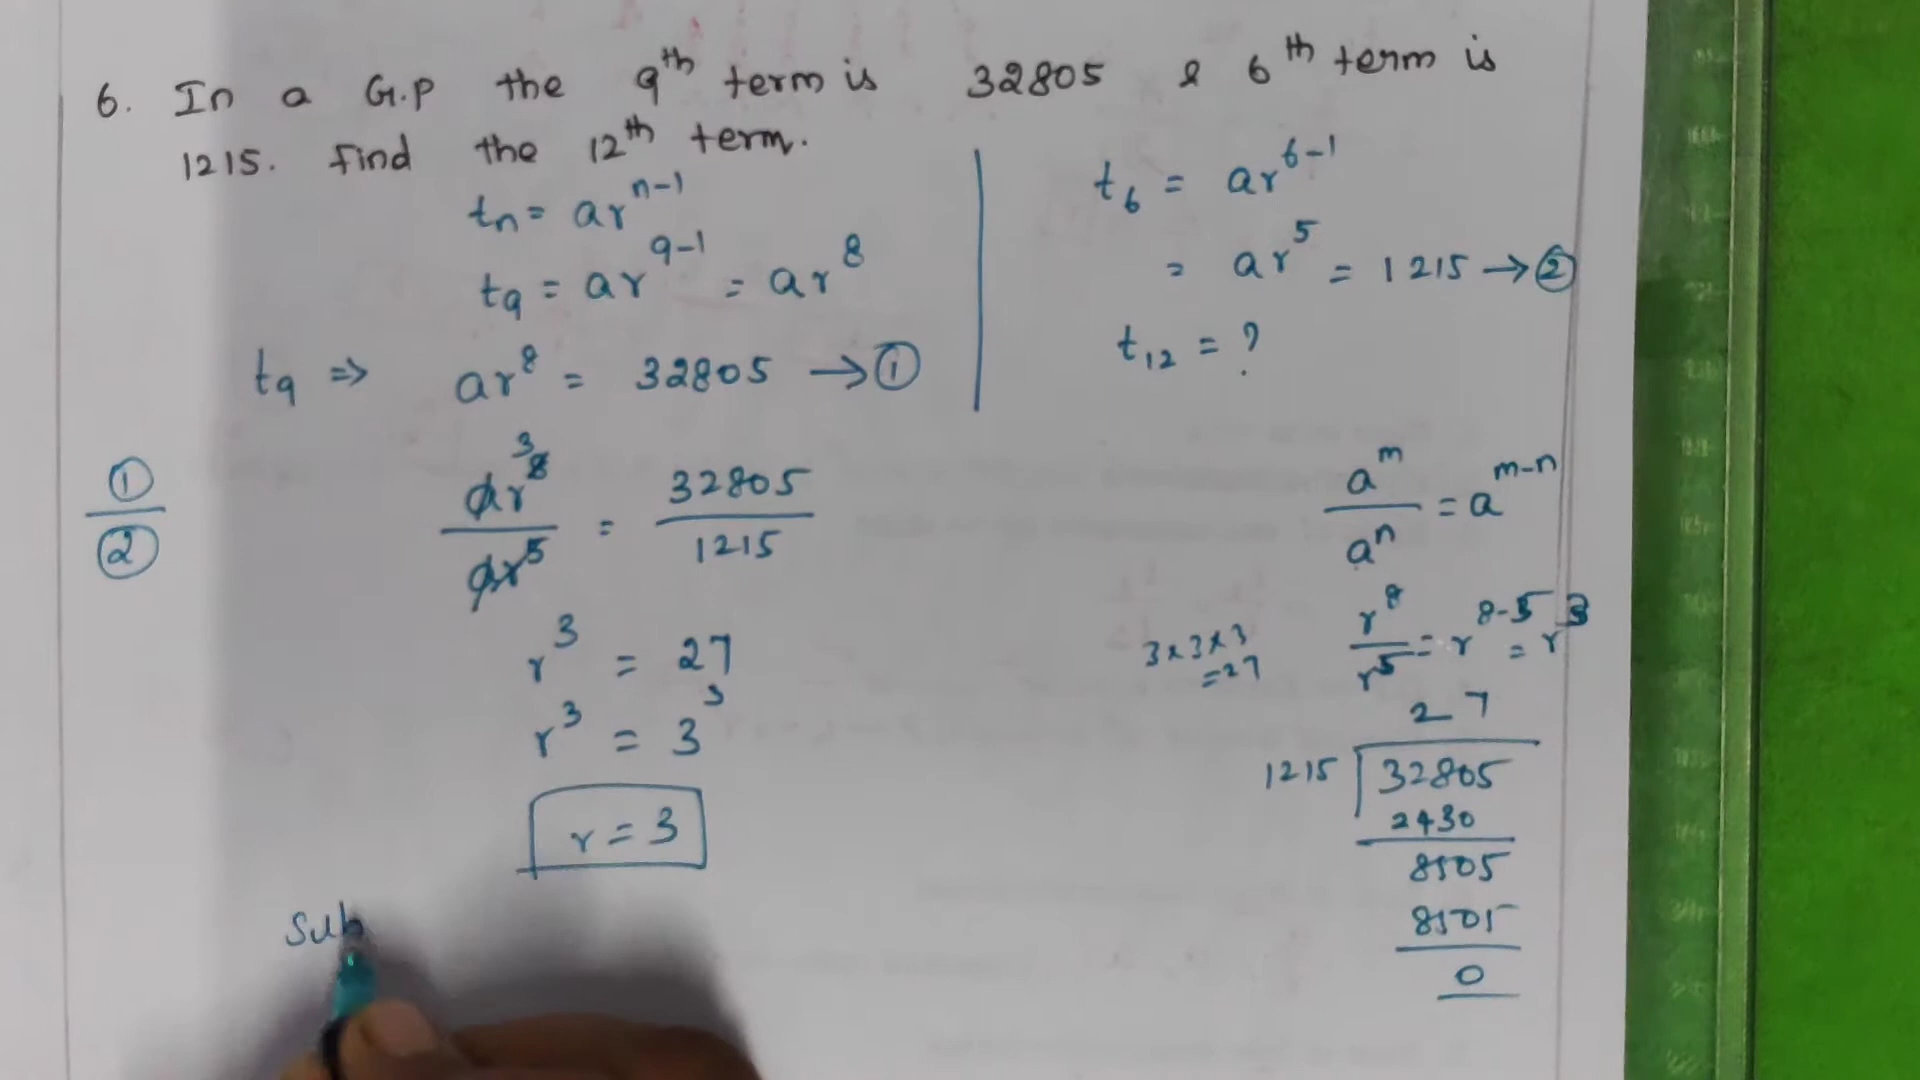 6. In a G.P the 9th term is 32805 & 6th term is
1215. Find the 12th term.
tn = ar^n-1
t9 = ar^9-1 = ar^8
t9 ⇒ ar^8 = 32805 → ①
t6 = ar^6-1
= ar^5 = 1215 → ②
t12 = ?
①/② ar^8/ar^5 = 32805/1215
3
r^3 = 27
r^3 = 3^3
r = 3
Sub
a^m/a^n = a^m-n
r^8/r^5 = r^8-5 = r^3
3x3x3
=27
27
1215 32805
2430
8505
8505
0